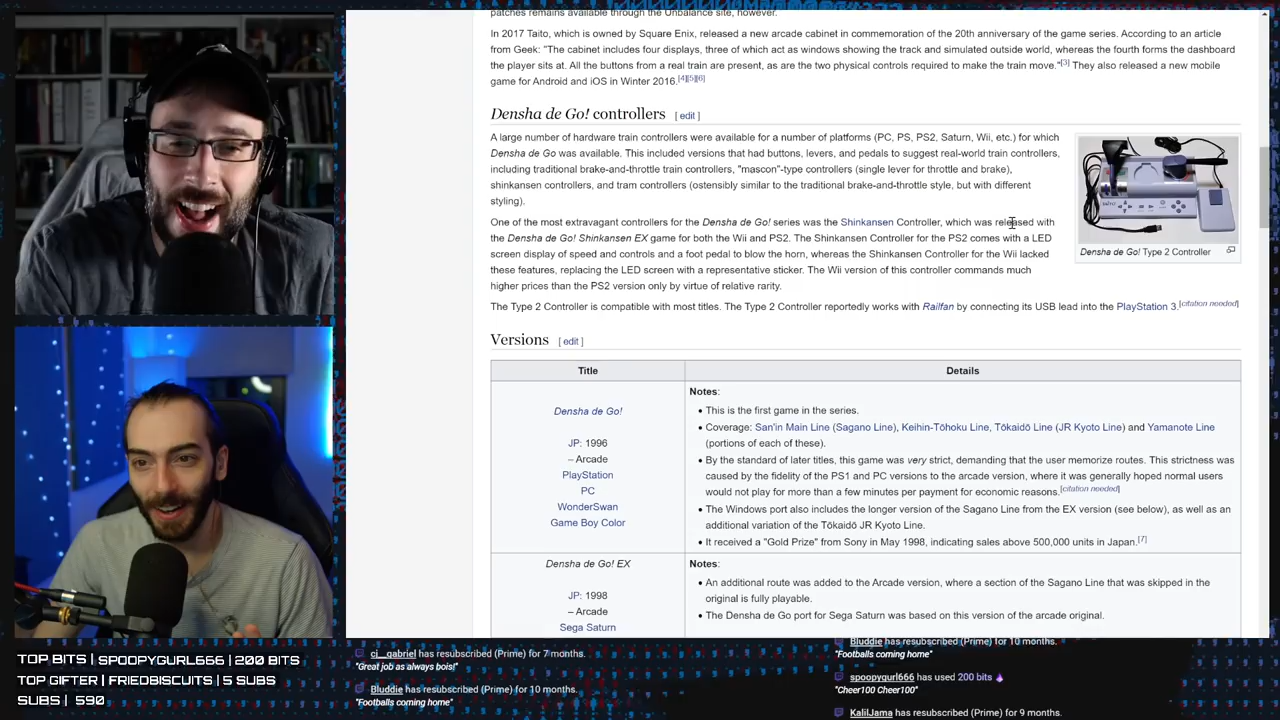 patches remains available through the Unbalance site, however.
In 2017 Taito, which is owned by Square Enix, released a new arcade cabinet in commemoration of the 20th anniversary of the game series. According to an article
from Geek: "The cabinet includes four displays, three of which act as windows showing the track and simulated outside world, whereas the fourth forms the dashboard
the player sits at. All the buttons from a real train are present, as are the two physical controls required to make the train move."[3] They also released a new mobile
game for Android and iOS in Winter 2016.[4][5][6]
Densha de Go! controllers [ edit ]
A large number of hardware train controllers were available for a number of platforms (PC, PS, PS2, Saturn, Wii, etc.) for which
Densha de Go was available. This included versions that had buttons, levers, and pedals to suggest real-world train controllers,
including traditional brake-and-throttle train controllers, "mascon"-type controllers (single lever for throttle and brake),
shinkansen controllers, and tram controllers (ostensibly similar to the traditional brake-and-throttle style, but with different
styling).
One of the most extravagant controllers for the Densha de Go! series was the Shinkansen Controller, which was released with
the Densha de Go! Shinkansen EX game for both the Wii and PS2. The Shinkansen Controller for the PS2 comes with a LED
screen display of speed and controls and a foot pedal to blow the horn, whereas the Shinkansen Controller for the Wii lacked
these features, replacing the LED screen with a representative sticker. The Wii version of this controller commands much
higher prices than the PS2 version only by virtue of relative rarity.
Densha de Go! Type 2 Controller
The Type 2 Controller is compatible with most titles. The Type 2 Controller reportedly works with Railfan by connecting its USB lead into the PlayStation 3.[citation needed]
Versions [ edit ]
Title
Details
Densha de Go!
JP: 1996
– Arcade
PlayStation
PC
WonderSwan
Game Boy Color
Notes:
• This is the first game in the series.
• Coverage: San'in Main Line (Sagano Line), Keihin-Tōhoku Line, Tōkaidō Line (JR Kyoto Line) and Yamanote Line
(portions of each of these).
• By the standard of later titles, this game was very strict, demanding that the user memorize routes. This strictness was
caused by the fidelity of the PS1 and PC versions to the arcade version, where it was generally hoped normal users
would not play for more than a few minutes per payment for economic reasons.[citation needed]
• The Windows port also includes the longer version of the Sagano Line from the EX version (see below), as well as an
additional variation of the Tōkaidō JR Kyoto Line.
• It received a "Gold Prize" from Sony in May 1998, indicating sales above 500,000 units in Japan.[7]
Densha de Go! EX
JP: 1998
– Arcade
Sega Saturn
Notes:
• An additional route was added to the Arcade version, where a section of the Sagano Line that was skipped in the
original is fully playable.
• The Densha de Go port for Sega Saturn was based on this version of the arcade original.
TOP BITS | SPOOPYGURL666 | 200 BITS
TOP GIFTER | FRIEDBISCUITS | 5 SUBS
SUBS | 590
ci__gabriel has resubscribed (Prime) for 7 months.
"Great job as always bois!"
Bluddie has resubscribed (Prime) for 10 months.
"Footballs coming home"
Bluddie has resubscribed (Prime) for 10 months.
"Footballs coming home"
spoopygurl666 has used 200 bits
"Cheer100 Cheer100"
KalilJama has resubscribed (Prime) for 9 months.